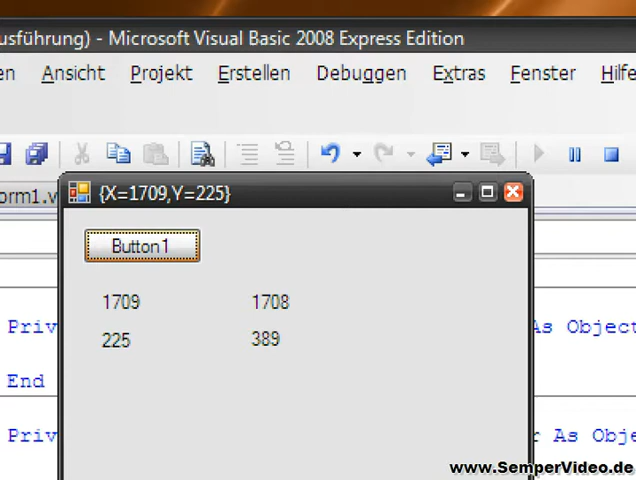 usführung) - Microsoft Visual Basic 2008 Express Edition
en Ansicht Projekt Erstellen Debuggen Extras Fenster Hilfe
orm1.v
{X=1709,Y=225}
Button1
1709 1708
225 389
Priv As Object
End
Priv r As Obje
www.SemperVideo.de